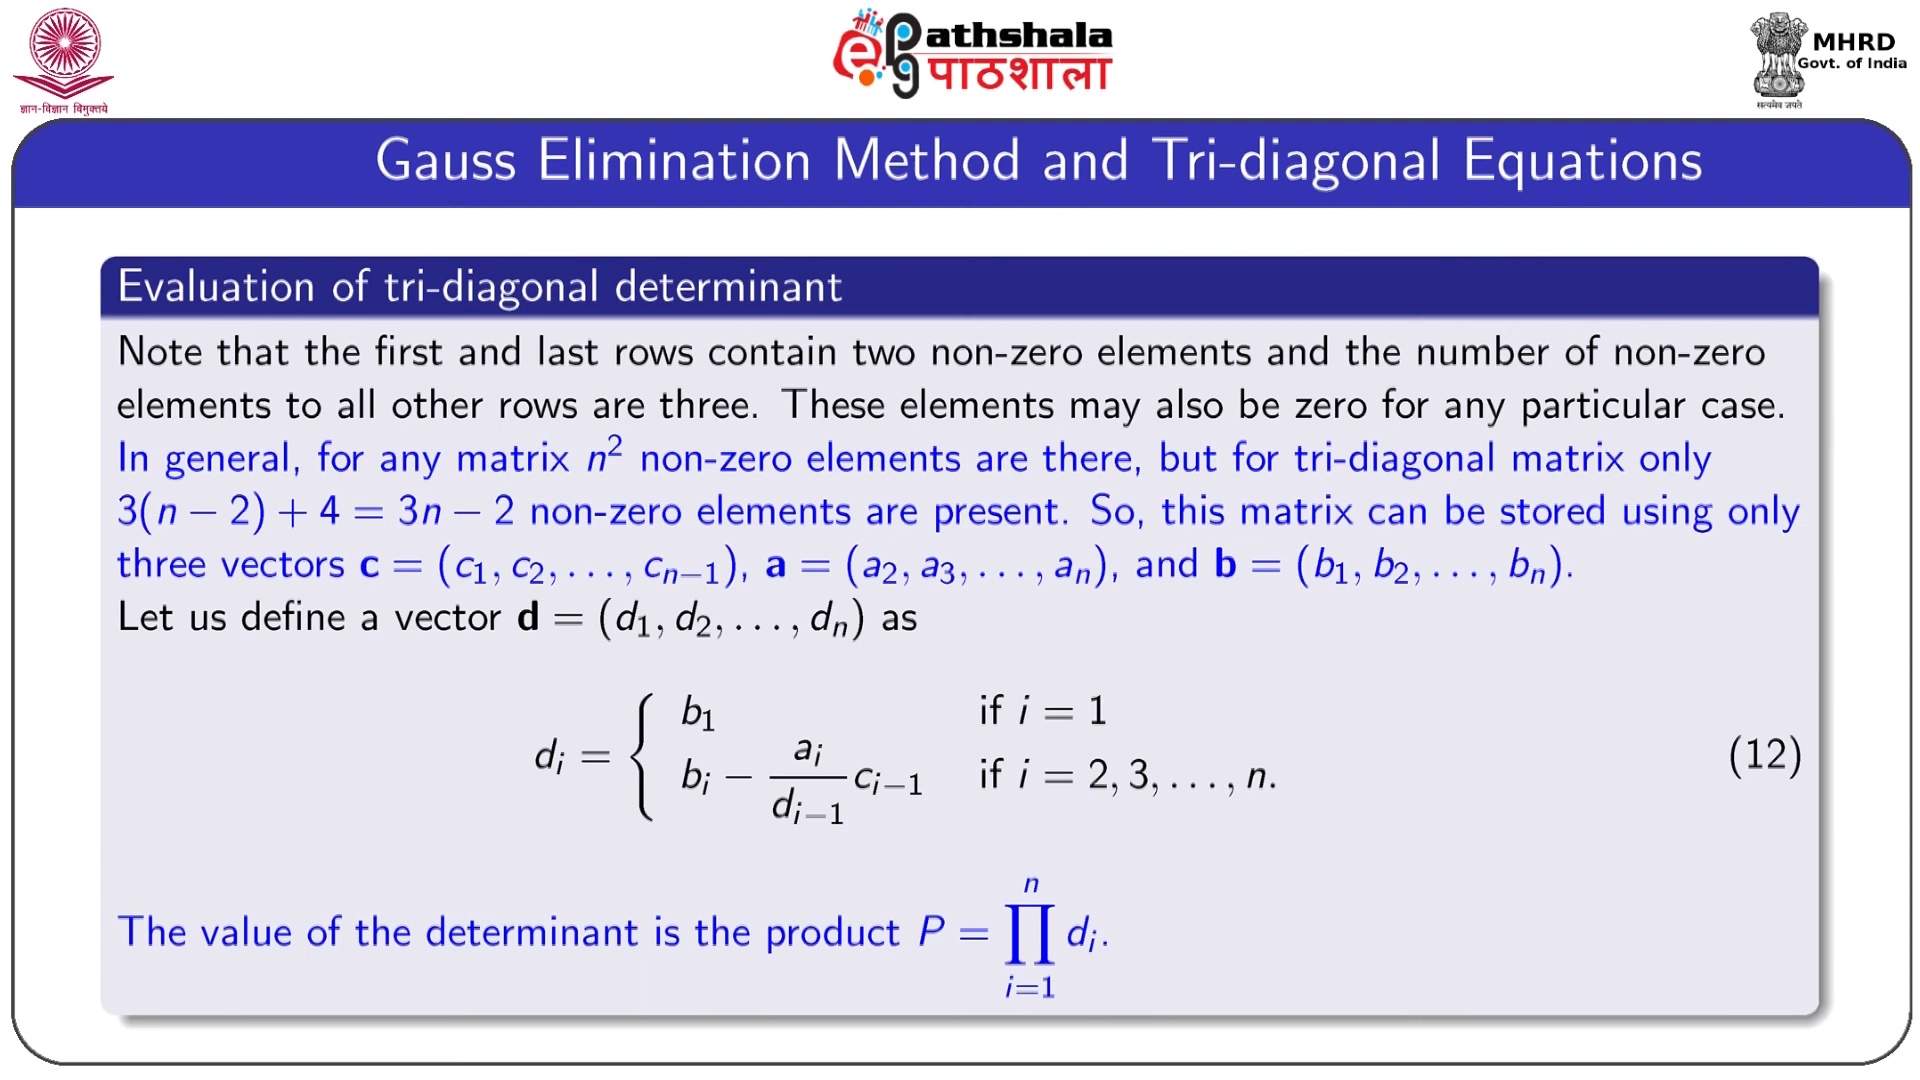 ज्ञान-विज्ञान विमुक्तये
ePathshala
पाठशाला
MHRD
Govt. of India
सत्यमेव जयते
Gauss Elimination Method and Tri-diagonal Equations
Evaluation of tri-diagonal determinant
Note that the first and last rows contain two non-zero elements and the number of non-zero
elements to all other rows are three. These elements may also be zero for any particular case.
In general, for any matrix n² non-zero elements are there, but for tri-diagonal matrix only
3(n − 2) + 4 = 3n − 2 non-zero elements are present. So, this matrix can be stored using only
three vectors c = (c₁, c₂, . . . , cₙ₋₁), a = (a₂, a₃, . . . , aₙ), and b = (b₁, b₂, . . . , bₙ).
Let us define a vector d = (d₁, d₂, . . . , dₙ) as
dᵢ = { b₁ if i = 1
bᵢ − (aᵢ / dᵢ₋₁) cᵢ₋₁ if i = 2, 3, . . . , n.
(12)
The value of the determinant is the product P = ∏ᵢ₌₁ⁿ dᵢ.